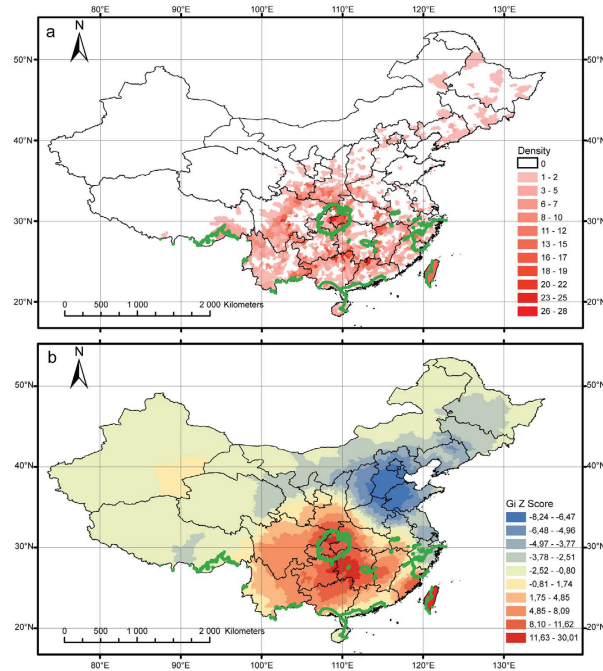 80°E 90°E 100°E 110°E 120°E 130°E
a
N
50°N 50°N
40°N 40°N
30°N 30°N
20°N 20°N
Density
0
1 - 2
3 - 5
6 - 7
8 - 10
11 - 12
13 - 15
16 - 17
18 - 19
20 - 22
23 - 25
26 - 28
0 500 1 000 2 000 Kilometers
b
N
50°N 50°N
40°N 40°N
30°N 30°N
20°N 20°N
Gi Z Score
-8,24 - -6,47
-6,48 - -4,96
-4,97 - -3,77
-3,78 - -2,51
-2,52 - -0,80
-0,81 - 1,74
1,75 - 4,85
4,85 - 8,09
8,10 - 11,62
11,63 - 30,01
0 500 1 000 2 000 Kilometers
80°E 90°E 100°E 110°E 120°E 130°E